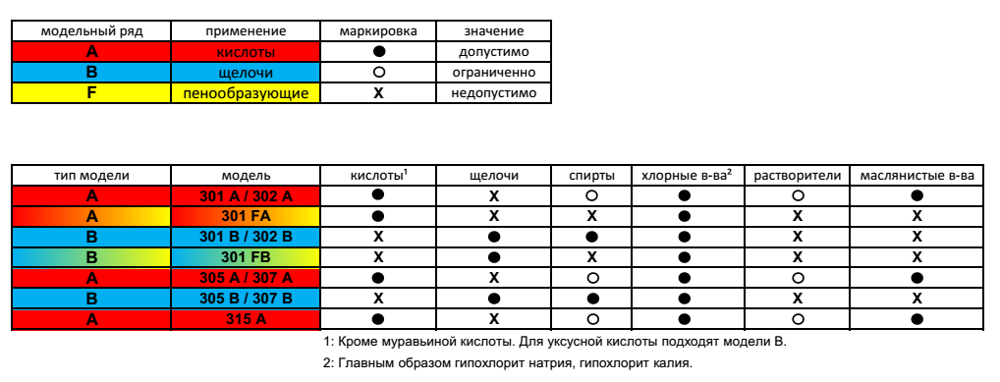 модельный ряд применение маркировка значение
A кислоты ● допустимо
B щелочи ○ ограниченно
F пенообразующие X недопустимо
тип модели модель кислоты¹ щелочи спирты хлорные в-ва² растворители маслянистые в-ва
A 301 A / 302 A ● X ○ ● ○ ●
A 301 FA ● X X ● X X
B 301 B / 302 B X ● ● ● X X
B 301 FB X ● X ● X X
A 305 A / 307 A ● X ○ ● ○ ●
B 305 B / 307 B X ● ● ● X X
A 315 A ● X ○ ● ○ ●
1: Кроме муравьиной кислоты. Для уксусной кислоты подходят модели B.
2: Главным образом гипохлорит натрия, гипохлорит калия.